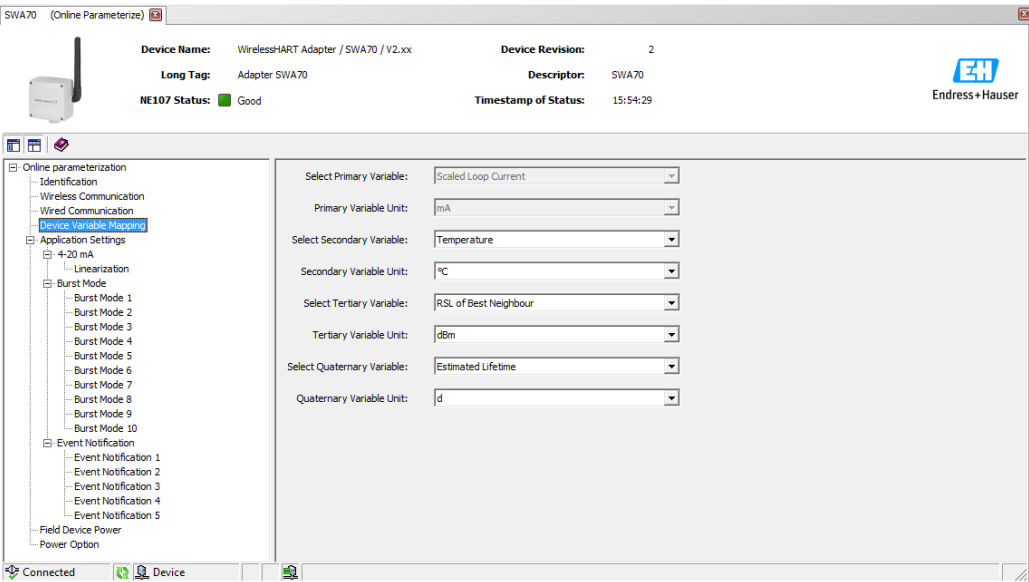 SWA70 (Online Parameterize)
Device Name: WirelessHART Adapter / SWA70 / V2.xx Device Revision: 2
Long Tag: Adapter SWA70 Descriptor: SWA70
NE107 Status: Good Timestamp of Status: 15:54:29
EH
Endress+Hauser
Online parameterization
Identification
Wireless Communication
Wired Communication
Device Variable Mapping
Application Settings
4-20 mA
Linearization
Burst Mode
Burst Mode 1
Burst Mode 2
Burst Mode 3
Burst Mode 4
Burst Mode 5
Burst Mode 6
Burst Mode 7
Burst Mode 8
Burst Mode 9
Burst Mode 10
Event Notification
Event Notification 1
Event Notification 2
Event Notification 3
Event Notification 4
Event Notification 5
Field Device Power
Power Option
Select Primary Variable: Scaled Loop Current
Primary Variable Unit: mA
Select Secondary Variable: Temperature
Secondary Variable Unit: °C
Select Tertiary Variable: RSL of Best Neighbour
Tertiary Variable Unit: dBm
Select Quaternary Variable: Estimated Lifetime
Quaternary Variable Unit: d
Connected Device